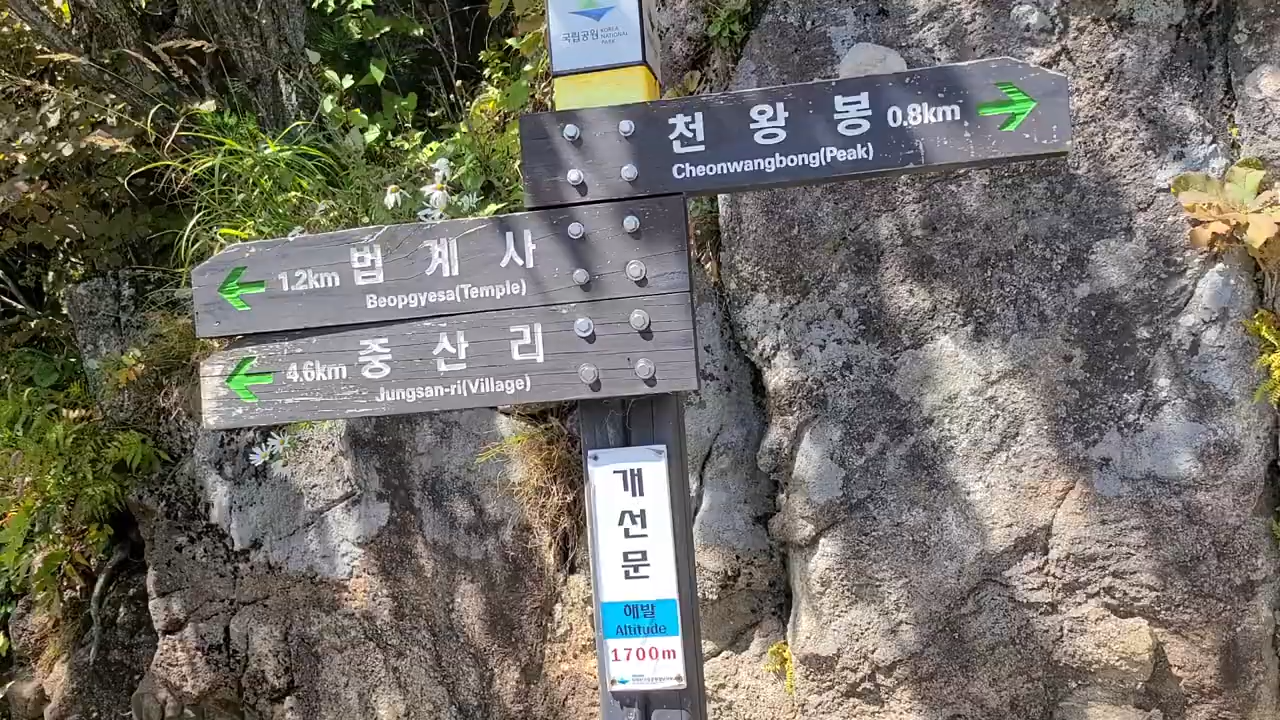 국립공원 KOREA
NATIONAL
PARK
천왕봉 0.8km
Cheonwangbong(Peak)
1.2km 법계사
Beopgyesa(Temple)
4.6km 중산리
Jungsan-ri(Village)
개선문
해발
Altitude
1700m